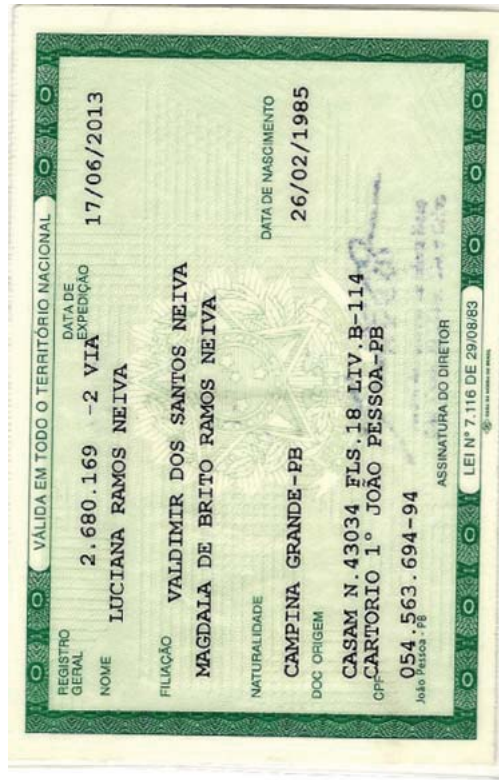 VÁLIDA EM TODO O TERRITÓRIO NACIONAL
REGISTRO GERAL 2.680.169 -2 VIA DATA DE EXPEDIÇÃO 17/06/2013
NOME LUCIANA RAMOS NEIVA
FILIAÇÃO VALDIMIR DOS SANTOS NEIVA
MAGDALA DE BRITO RAMOS NEIVA
NATURALIDADE DATA DE NASCIMENTO
CAMPINA GRANDE-PB 26/02/1985
DOC ORIGEM
CASAM N.43034 FLS.18 LIV.B-114
CARTORIO 1º JOÃO PESSOA-PB
CPF
054.563.694-94
João Pessoa - PB
ASSINATURA DO DIRETOR
LEI Nº 7.116 DE 29/08/83